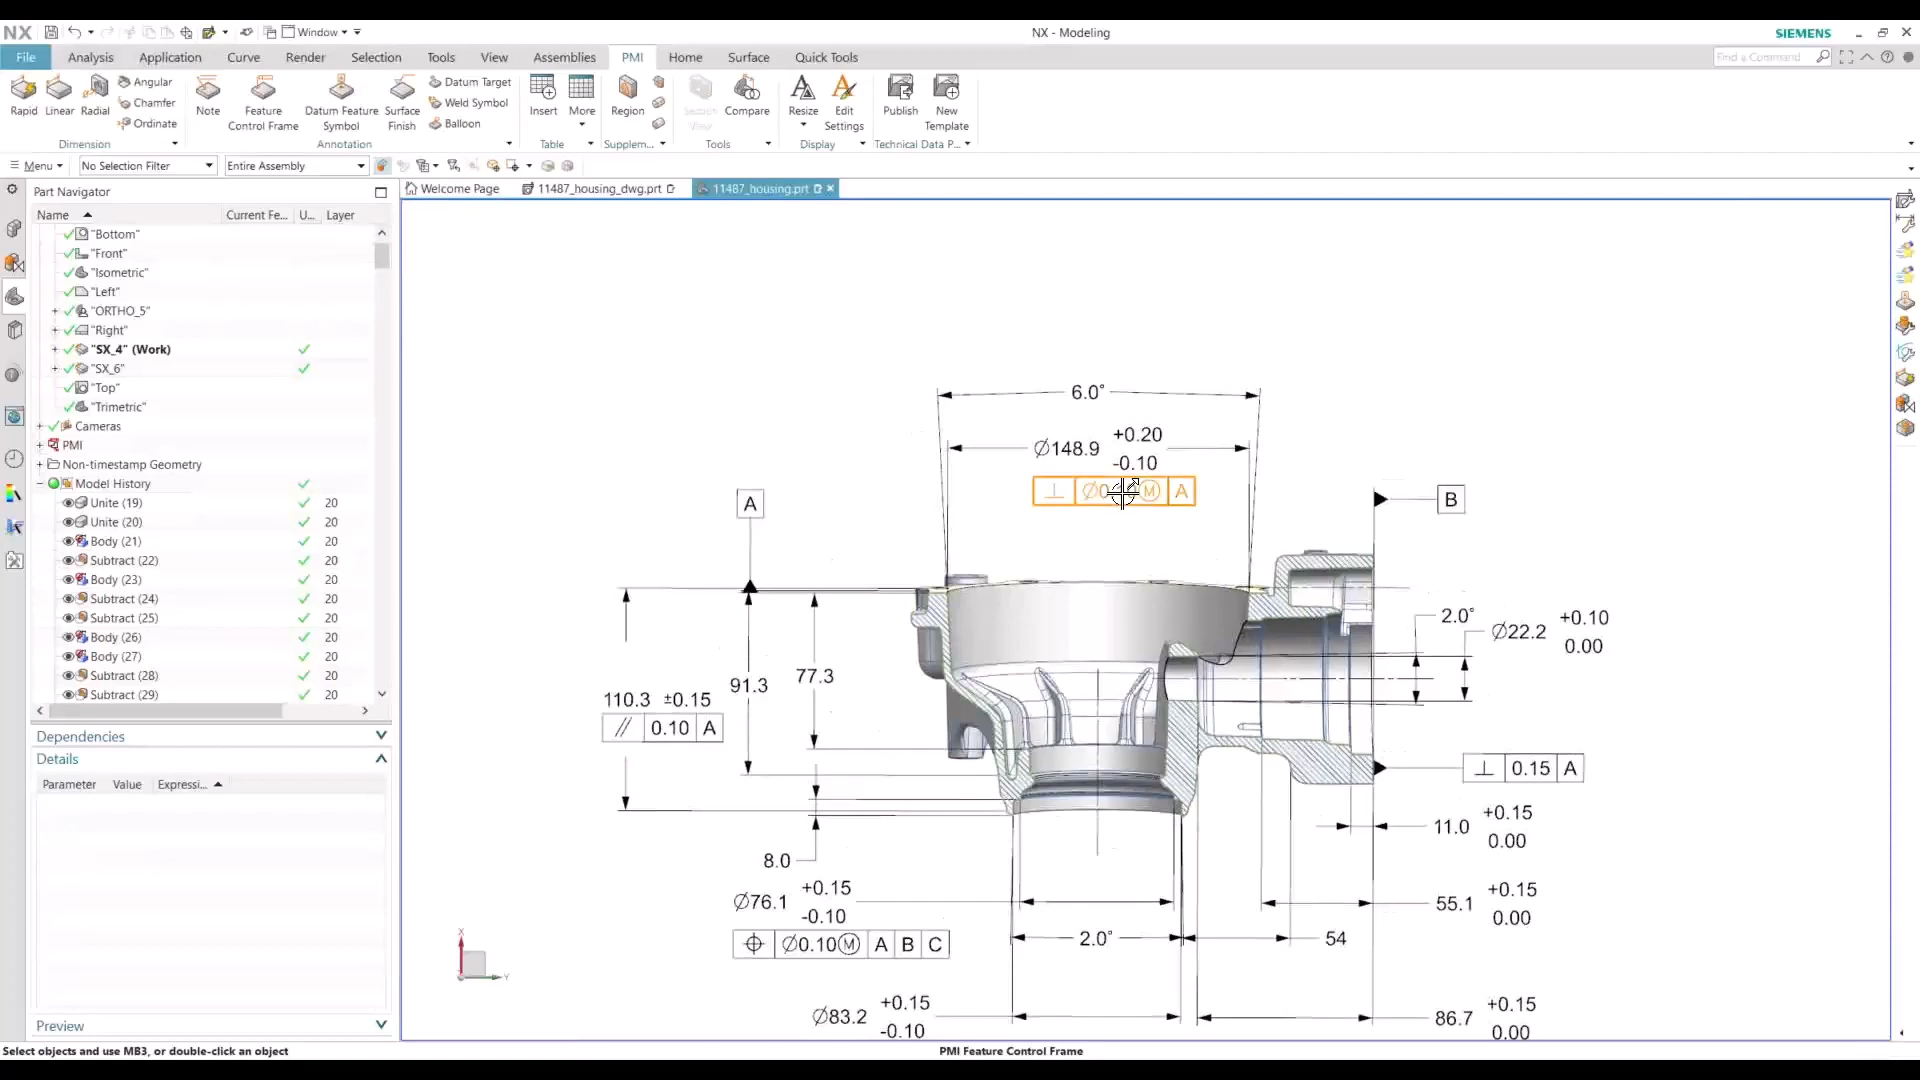 NX
Window
NX - Modeling
SIEMENS
File Analysis Application Curve Render Selection Tools View Assemblies PMI Home Surface Quick Tools
Find a Command
Rapid Linear Radial Angular Chamfer Ordinate
Dimension
Note Feature Control Frame Datum Feature Symbol Surface Finish Datum Target Weld Symbol Balloon
Annotation
Insert More
Table
Region
Supplem...
Section View Compare
Tools
Resize Edit Settings
Display
Publish New Template
Technical Data P...
Menu No Selection Filter Entire Assembly
Part Navigator
Welcome Page 11487_housing_dwg.prt 11487_housing.prt
Name Current Fe... U... Layer
"Bottom"
"Front"
"Isometric"
"Left"
"ORTHO_5"
"Right"
"SX_4" (Work)
"SX_6"
"Top"
"Trimetric"
Cameras
PMI
Non-timestamp Geometry
Model History
Unite (19) 20
Unite (20) 20
Body (21) 20
Subtract (22) 20
Body (23) 20
Subtract (24) 20
Subtract (25) 20
Body (26) 20
Body (27) 20
Subtract (28) 20
Subtract (29) 20
Dependencies
Details
Parameter Value Expressi...
Preview
6.0°
∅148.9 +0.20
-0.10
⊥ ∅0 Ⓜ A
A
B
2.0°
∅22.2 +0.10
0.00
110.3 ±0.15
// 0.10 A
91.3
77.3
⊥ 0.15 A
11.0 +0.15
0.00
8.0
∅76.1 +0.15
-0.10
⌖ ∅0.10Ⓜ A B C
2.0°
54
55.1 +0.15
0.00
∅83.2 +0.15
-0.10
86.7 +0.15
0.00
X
Y
Select objects and use MB3, or double-click an object
PMI Feature Control Frame